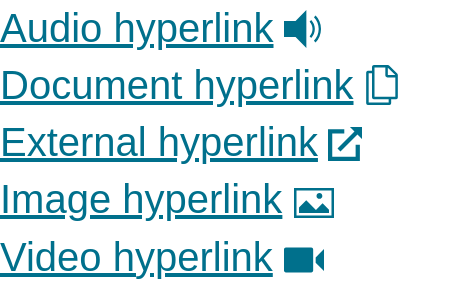 Audio hyperlink
Document hyperlink
External hyperlink
Image hyperlink
Video hyperlink